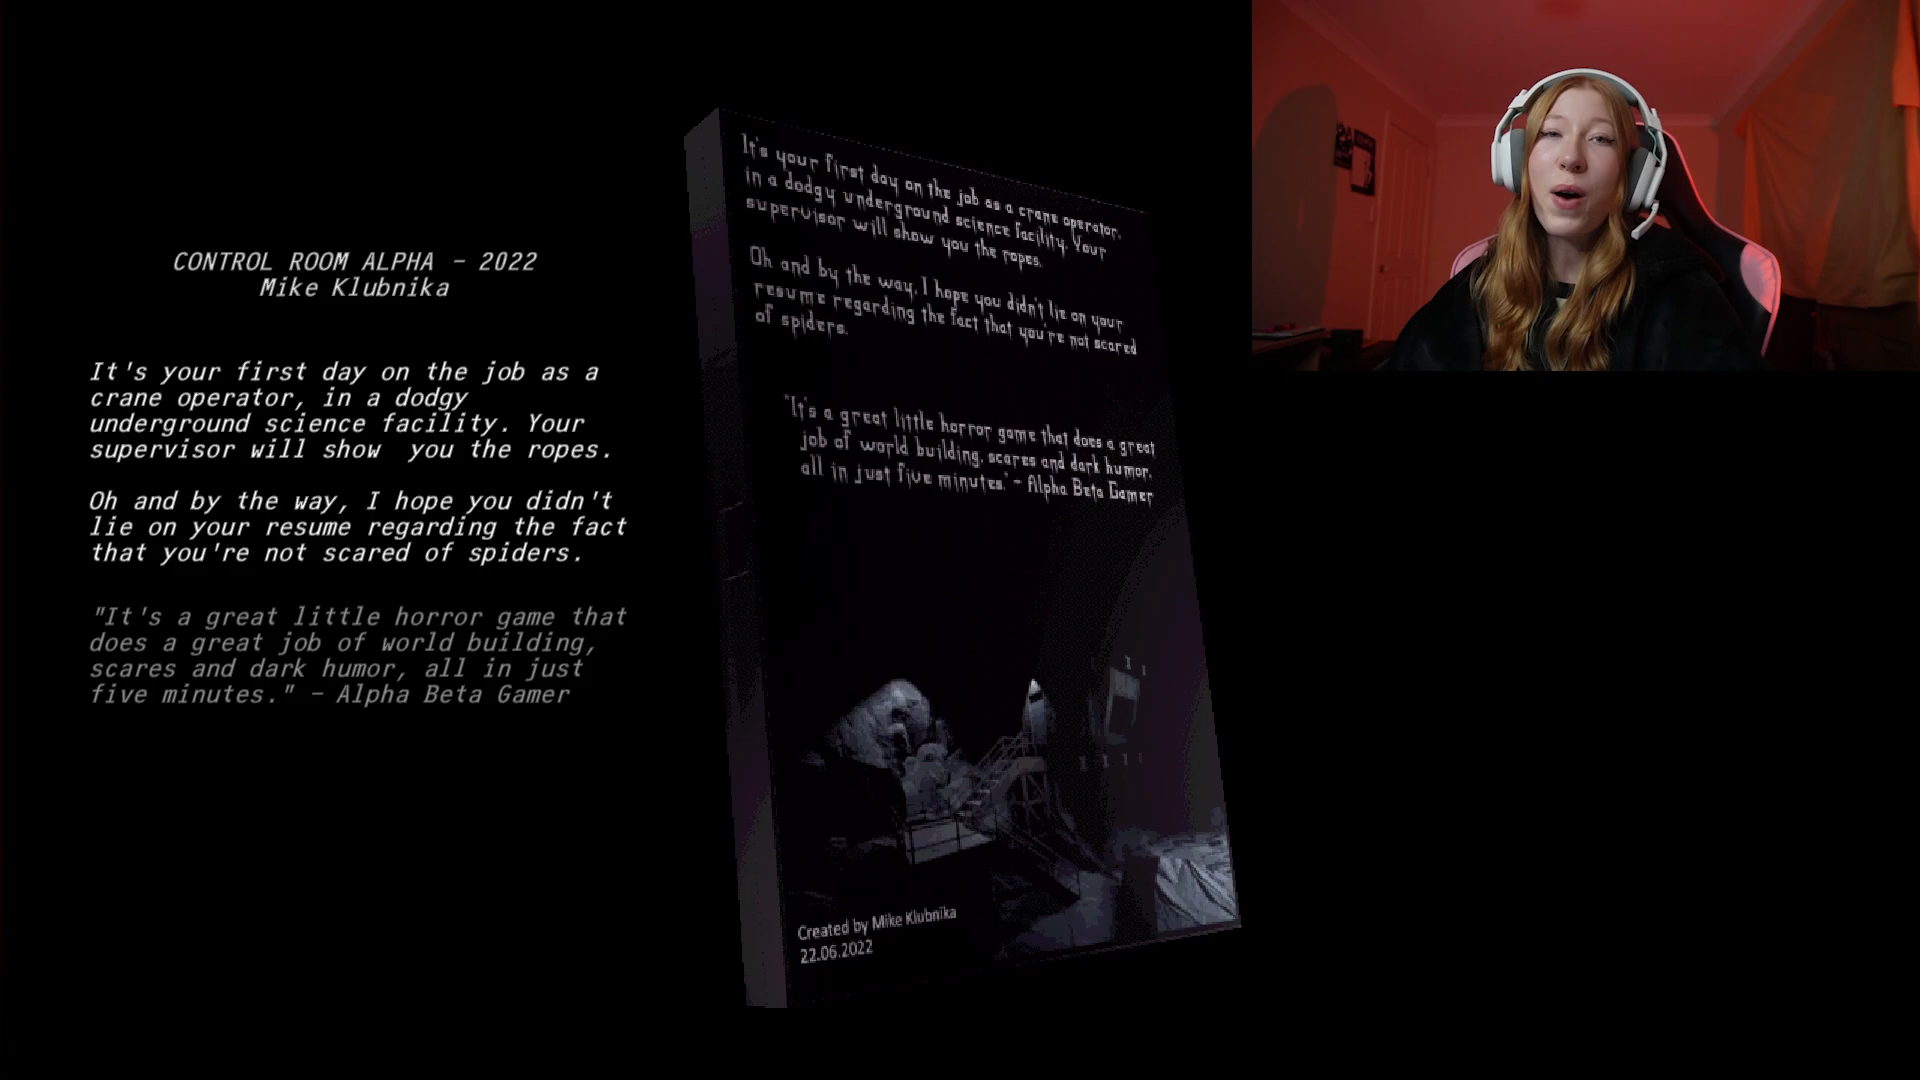 CONTROL ROOM ALPHA - 2022
Mike Klubnika
It's your first day on the job as a
crane operator, in a dodgy
underground science facility. Your
supervisor will show  you the ropes.
Oh and by the way, I hope you didn't
lie on your resume regarding the fact
that you're not scared of spiders.
"It's a great little horror game that
does a great job of world building,
scares and dark humor, all in just
five minutes." - Alpha Beta Gamer
It's your first day on the job as a crane operator,
in a dodgy underground science facility. Your
supervisor will show you the ropes.
Oh and by the way, I hope you didn't lie on your
resume regarding the fact that you're not scared
of spiders.
"It's a great little horror game that does a great
job of world building, scares and dark humor,
all in just five minutes." - Alpha Beta Gamer
Created by Mike Klubnika
22.06.2022